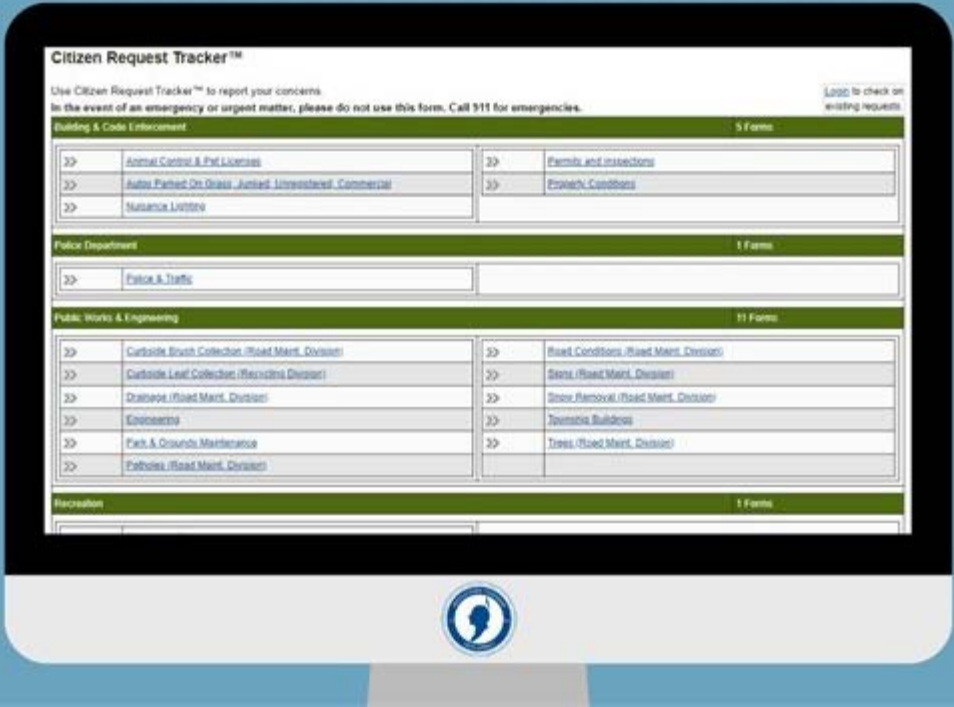 Citizen Request Tracker™
Use Citizen Request Tracker™ to report your concerns.
Login to check on
In the event of an emergency or urgent matter, please do not use this form. Call 911 for emergencies.
existing requests.
Building & Code Enforcement 5 Forms
>> Animal Control & Pet Licenses >> Permits and inspections
>> Autos Parked On Grass, Junked, Unregistered, Commercial >> Property Conditions
>> Nuisance Lighting
Police Department 1 Forms
>> Police & Traffic
Public Works & Engineering 11 Forms
>> Curbside Brush Collection (Road Maint. Division) >> Road Conditions (Road Maint. Division)
>> Curbside Leaf Collection (Recycling Division) >> Signs (Road Maint. Division)
>> Drainage (Road Maint. Division) >> Snow Removal (Road Maint. Division)
>> Engineering >> Township Buildings
>> Park & Grounds Maintenance >> Trees (Road Maint. Division)
>> Potholes (Road Maint. Division)
Recreation 1 Forms